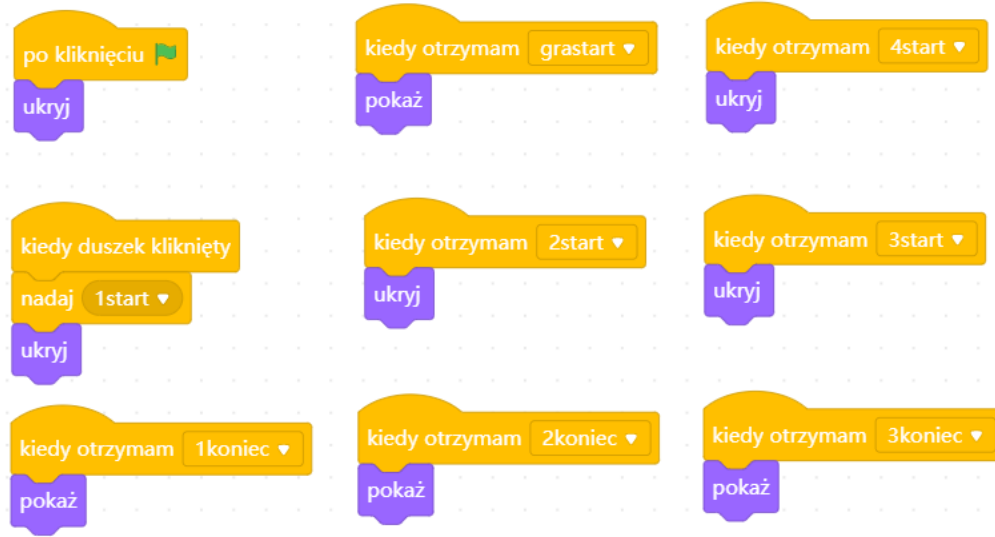 po kliknięciu
ukryj
kiedy otrzymam grastart
pokaż
kiedy otrzymam 4start
ukryj
kiedy duszek kliknięty
nadaj 1start
ukryj
kiedy otrzymam 2start
ukryj
kiedy otrzymam 3start
ukryj
kiedy otrzymam 1koniec
pokaż
kiedy otrzymam 2koniec
pokaż
kiedy otrzymam 3koniec
pokaż